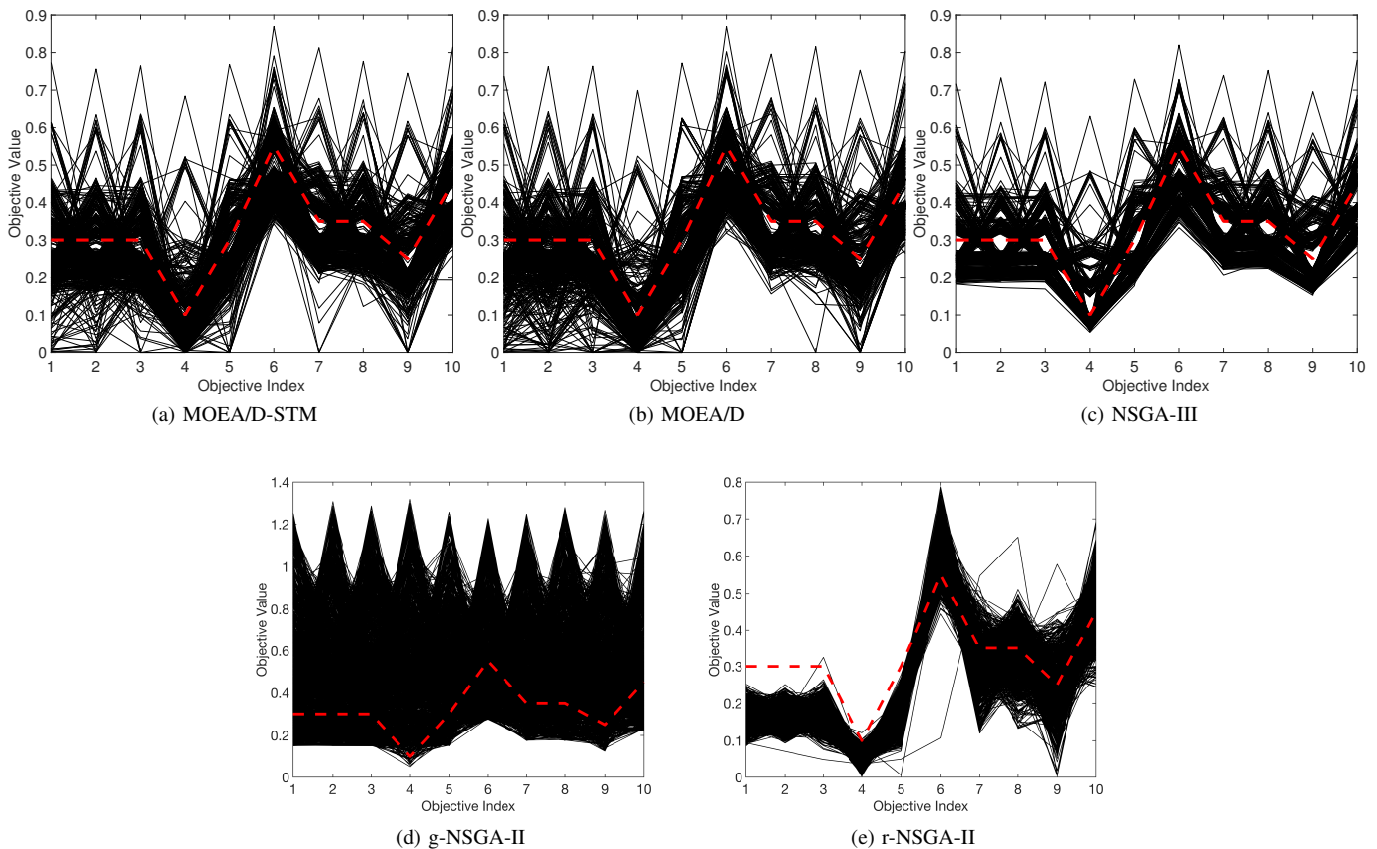 0.9
0.8
0.7
0.6
0.5
0.4
0.3
0.2
0.1
0
Objective Value
1 2 3 4 5 6 7 8 9 10
Objective Index
(a) MOEA/D-STM
0.9
0.8
0.7
0.6
0.5
0.4
0.3
0.2
0.1
0
Objective Value
1 2 3 4 5 6 7 8 9 10
Objective Index
(b) MOEA/D
0.9
0.8
0.7
0.6
0.5
0.4
0.3
0.2
0.1
0
Objective Value
1 2 3 4 5 6 7 8 9 10
Objective Index
(c) NSGA-III
1.4
1.2
1
0.8
0.6
0.4
0.2
0
Objective Value
1 2 3 4 5 6 7 8 9 10
Objective Index
(d) g-NSGA-II
0.8
0.7
0.6
0.5
0.4
0.3
0.2
0.1
0
Objective Value
1 2 3 4 5 6 7 8 9 10
Objective Index
(e) r-NSGA-II